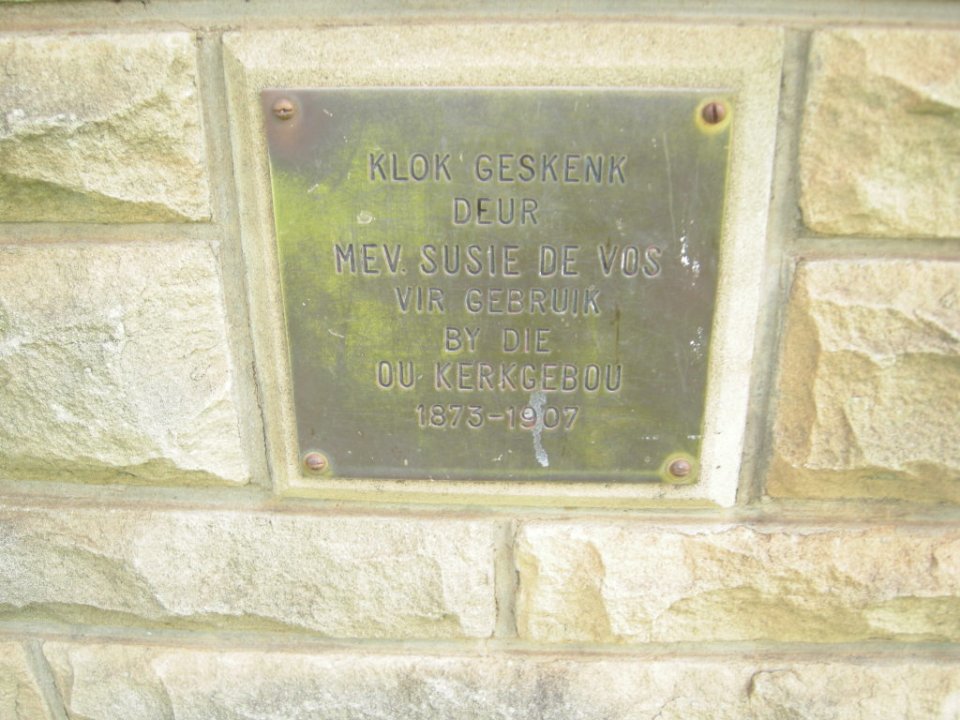 KLOK GESKENK
DEUR
MEV. SUSIE DE VOS
VIR GEBRUIK
BY DIE
OU KERKGEBOU
1873-1907